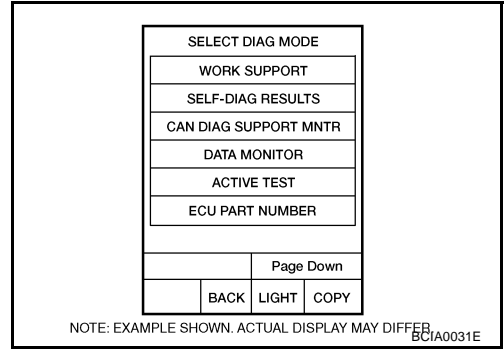 SELECT DIAG MODE
WORK SUPPORT
SELF-DIAG RESULTS
CAN DIAG SUPPORT MNTR
DATA MONITOR
ACTIVE TEST
ECU PART NUMBER
Page Down
BACK LIGHT COPY
NOTE: EXAMPLE SHOWN. ACTUAL DISPLAY MAY DIFFER.
BCIA0031E